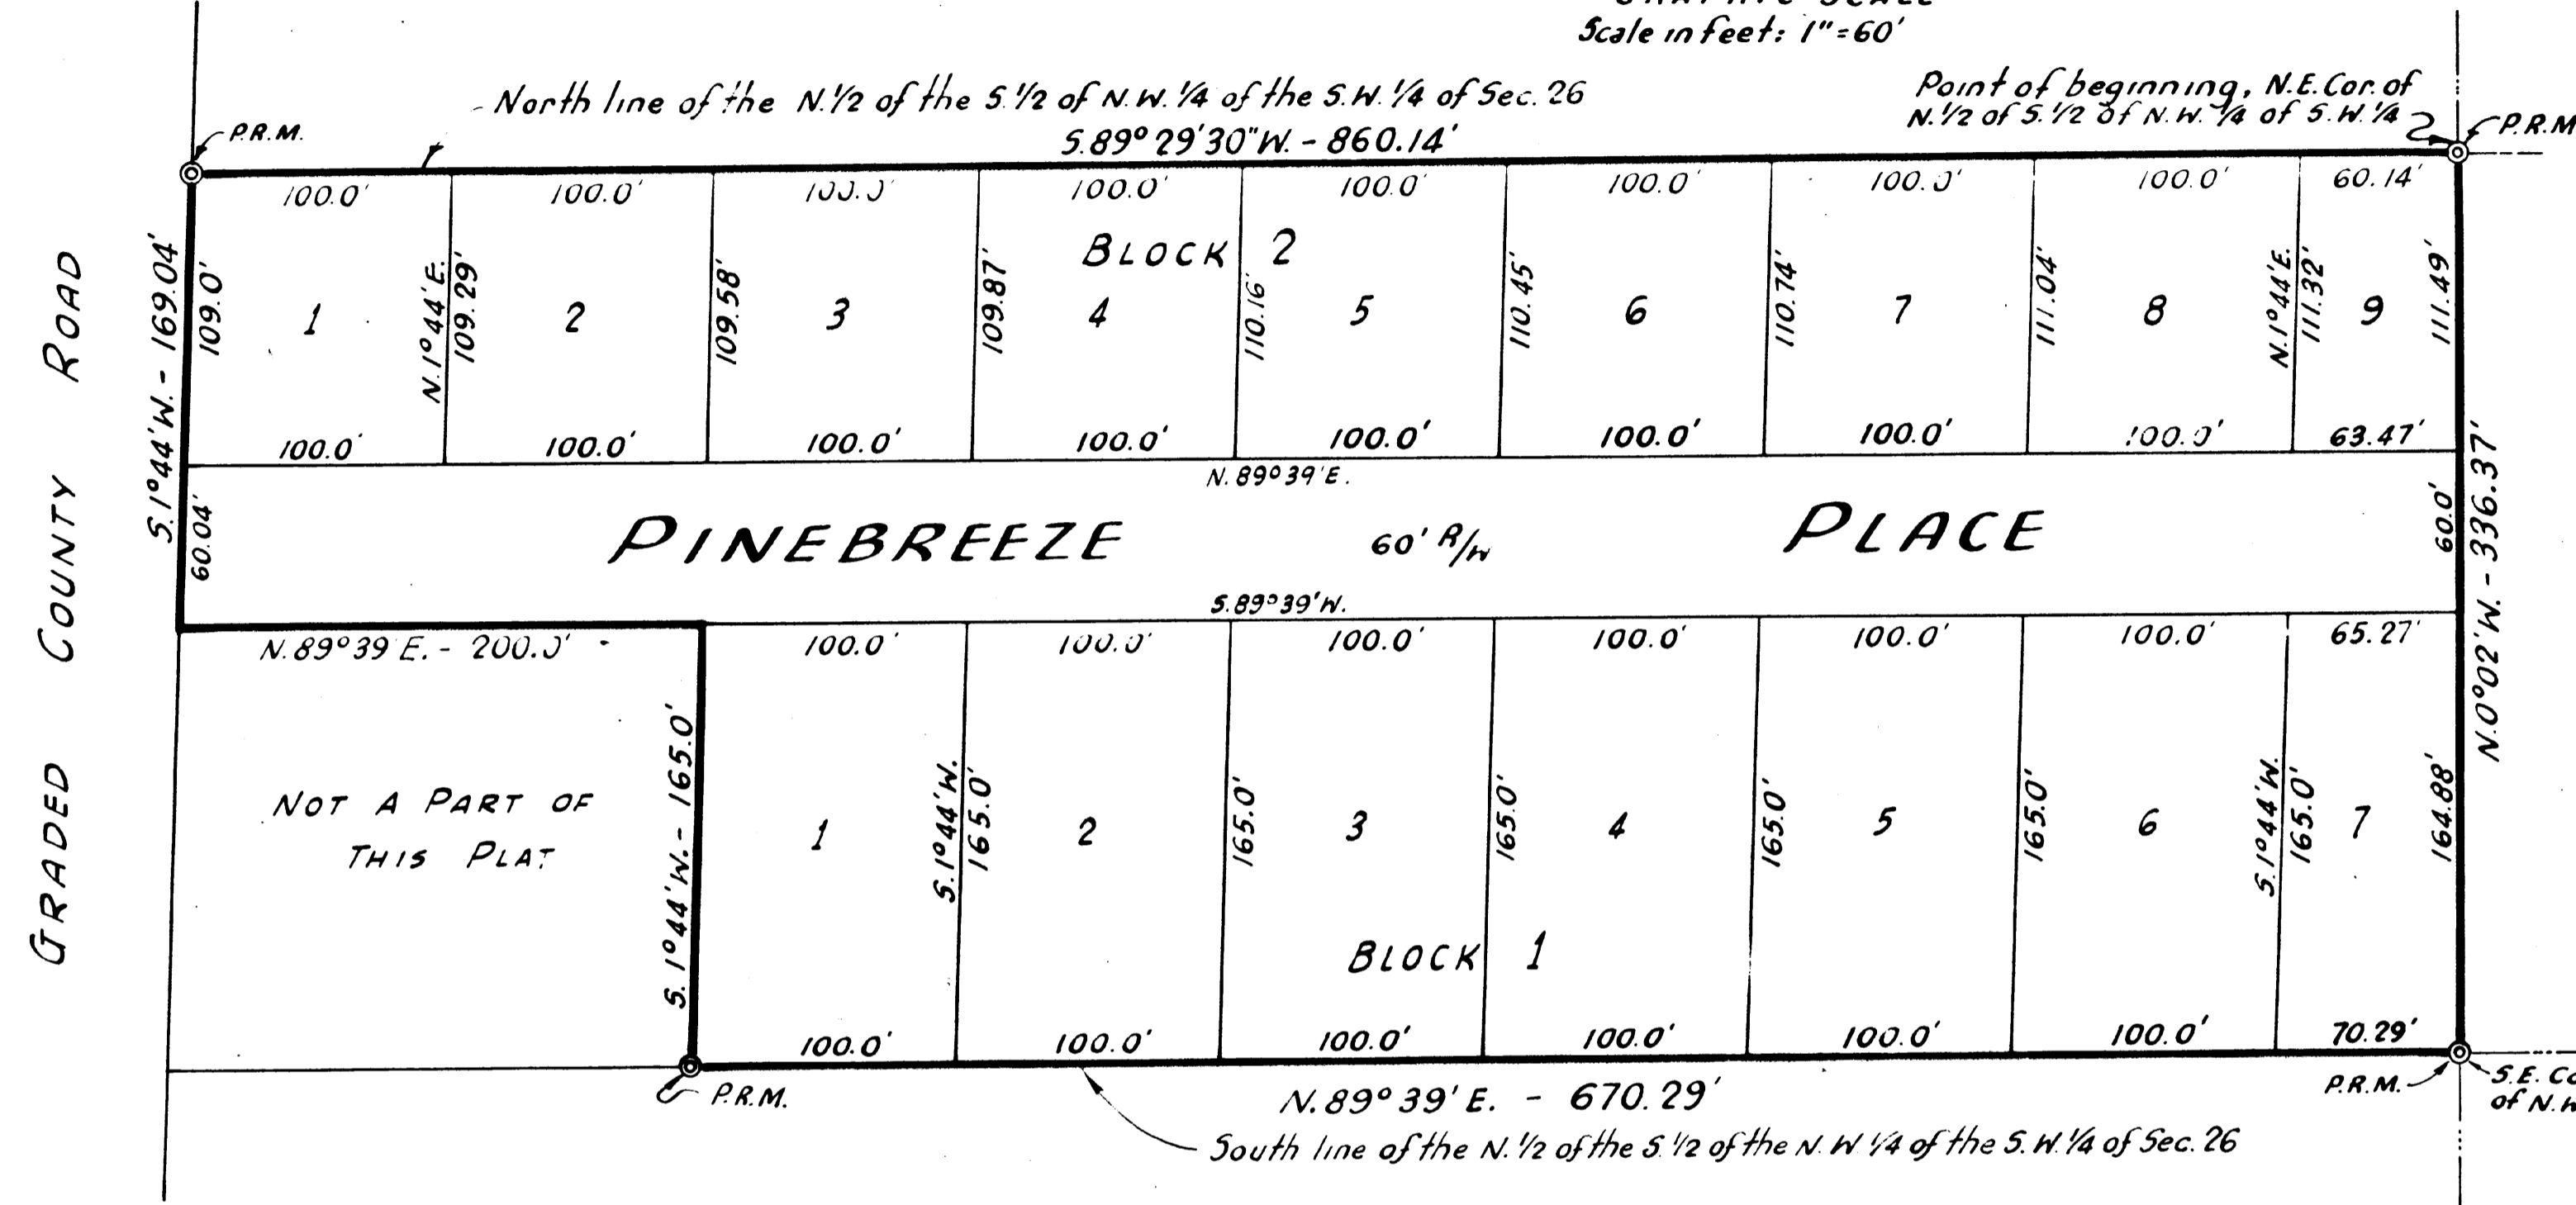 Scale in feet: 1"=60'
North line of the N.1/2 of the S.1/2 of N.W.1/4 of the S.W.1/4 of Sec.26
Point of beginning, N.E.Cor. of
N.1/2 of S.1/2 of N.W.1/4 of S.W.1/4
P.R.M.
S.89°29'30"W. - 860.14'
P.R.M
100.0' 100.0' 100.0' 100.0' 100.0' 100.0' 100.0' 100.0' 60.14'
BLOCK 2
S.1°44'W. - 169.04'
109.0' 1 N.1°44'E. 109.29' 2 109.58' 3 109.87' 4 110.16' 5 110.45' 6 110.74' 7 111.04' 8 N.1°44'E. 111.32' 9 111.49'
100.0' 100.0' 100.0' 100.0' 100.0' 100.0' 100.0' 100.0' 63.47'
N.89°39'E.
60.04' PINEBREEZE 60' R/W PLACE 60.0'
N.0°02'W. - 336.37'
S.89°39'W.
N.89°39'E. - 200.0'
100.0' 100.0' 100.0' 100.0' 100.0' 100.0' 65.27'
GRADED COUNTY ROAD
NOT A PART OF
THIS PLAT
S.1°44'W. - 165.0'
1 S.1°44'W. 165.0' 2 165.0' 3 165.0' 4 165.0' 5 165.0' 6 S.1°44'W. 165.0' 7 164.88'
BLOCK 1
100.0' 100.0' 100.0' 100.0' 100.0' 100.0' 70.29'
P.R.M.
N.89°39'E. - 670.29'
P.R.M.
S.E.
of N.
South line of the N.1/2 of the S.1/2 of the N.W 1/4 of the S.W.1/4 of Sec.26